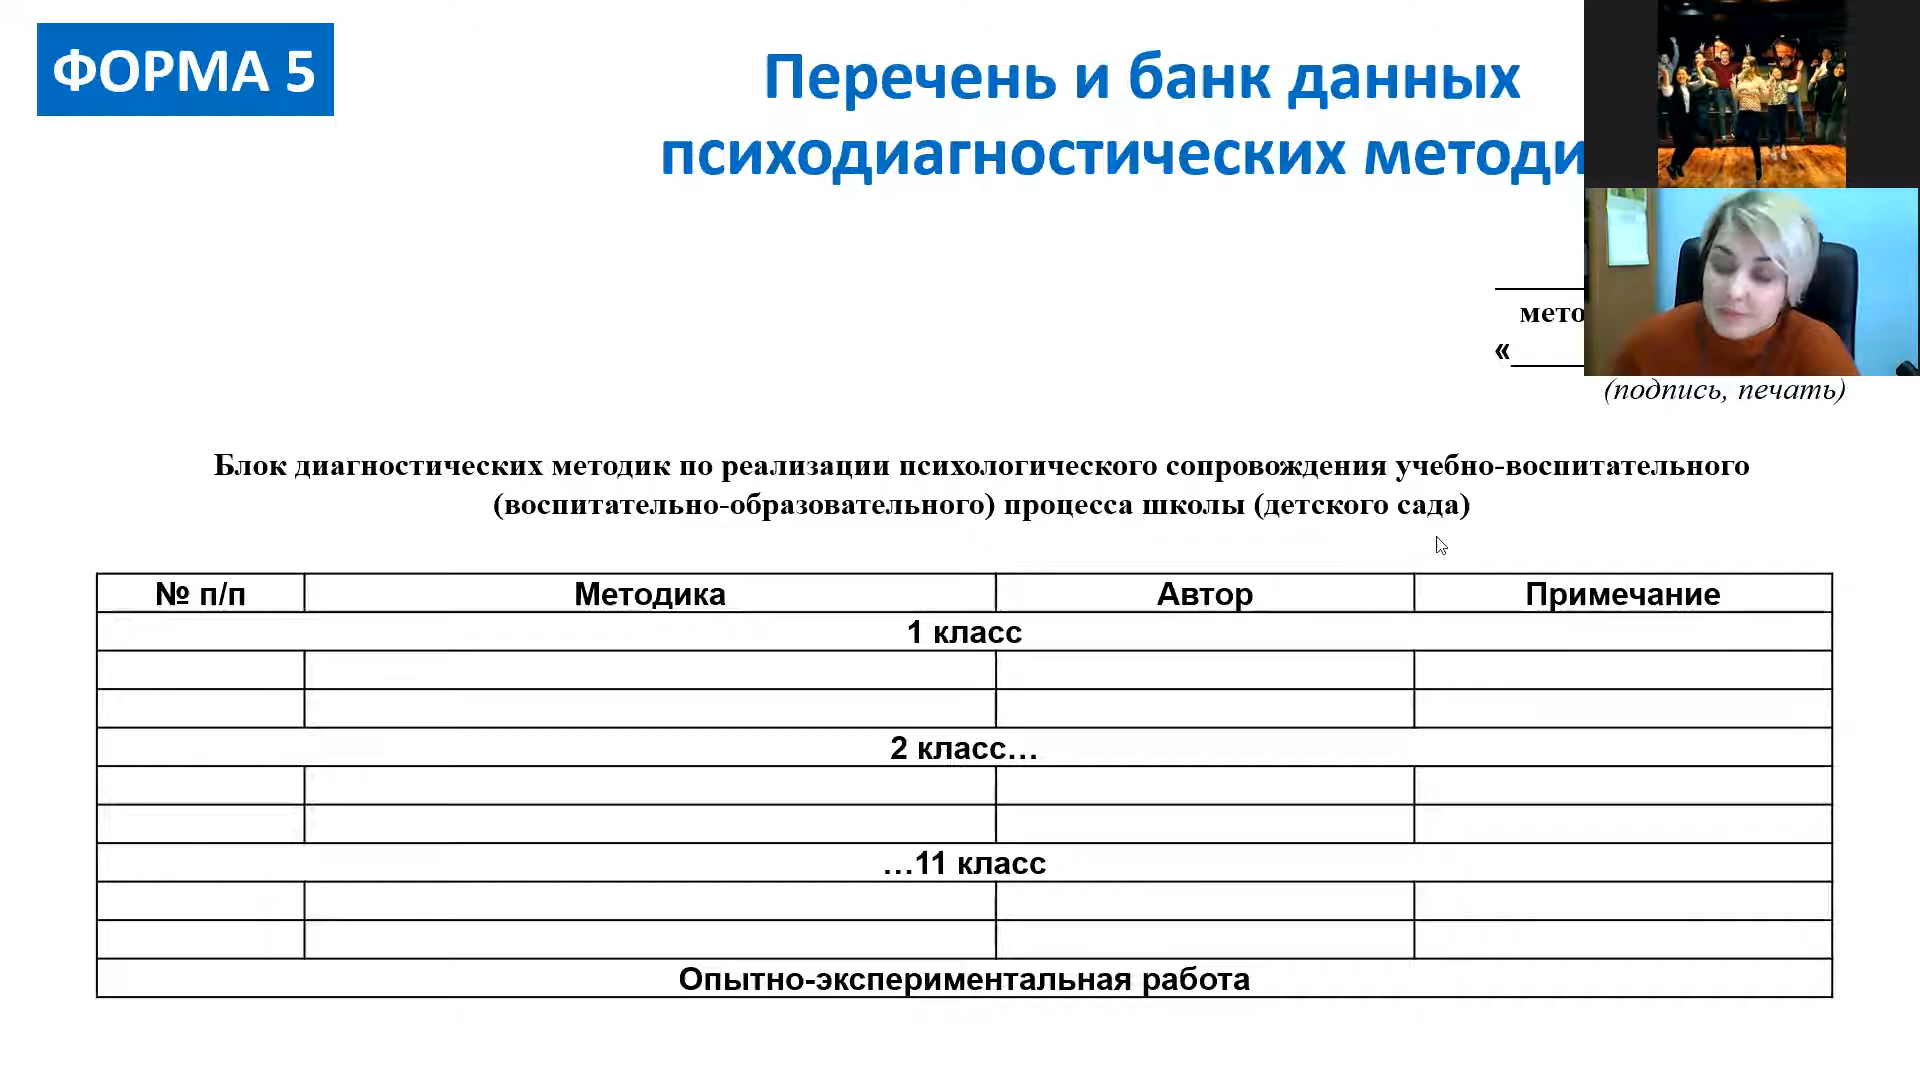 ФОРМА 5
Перечень и банк данных
психодиагностических методи
мето
«
(подпись, печать)
Блок диагностических методик по реализации психологического сопровождения учебно-воспитательного
(воспитательно-образовательного) процесса школы (детского сада)
№ п/п Методика Автор Примечание
1 класс
2 класс…
…11 класс
Опытно-экспериментальная работа